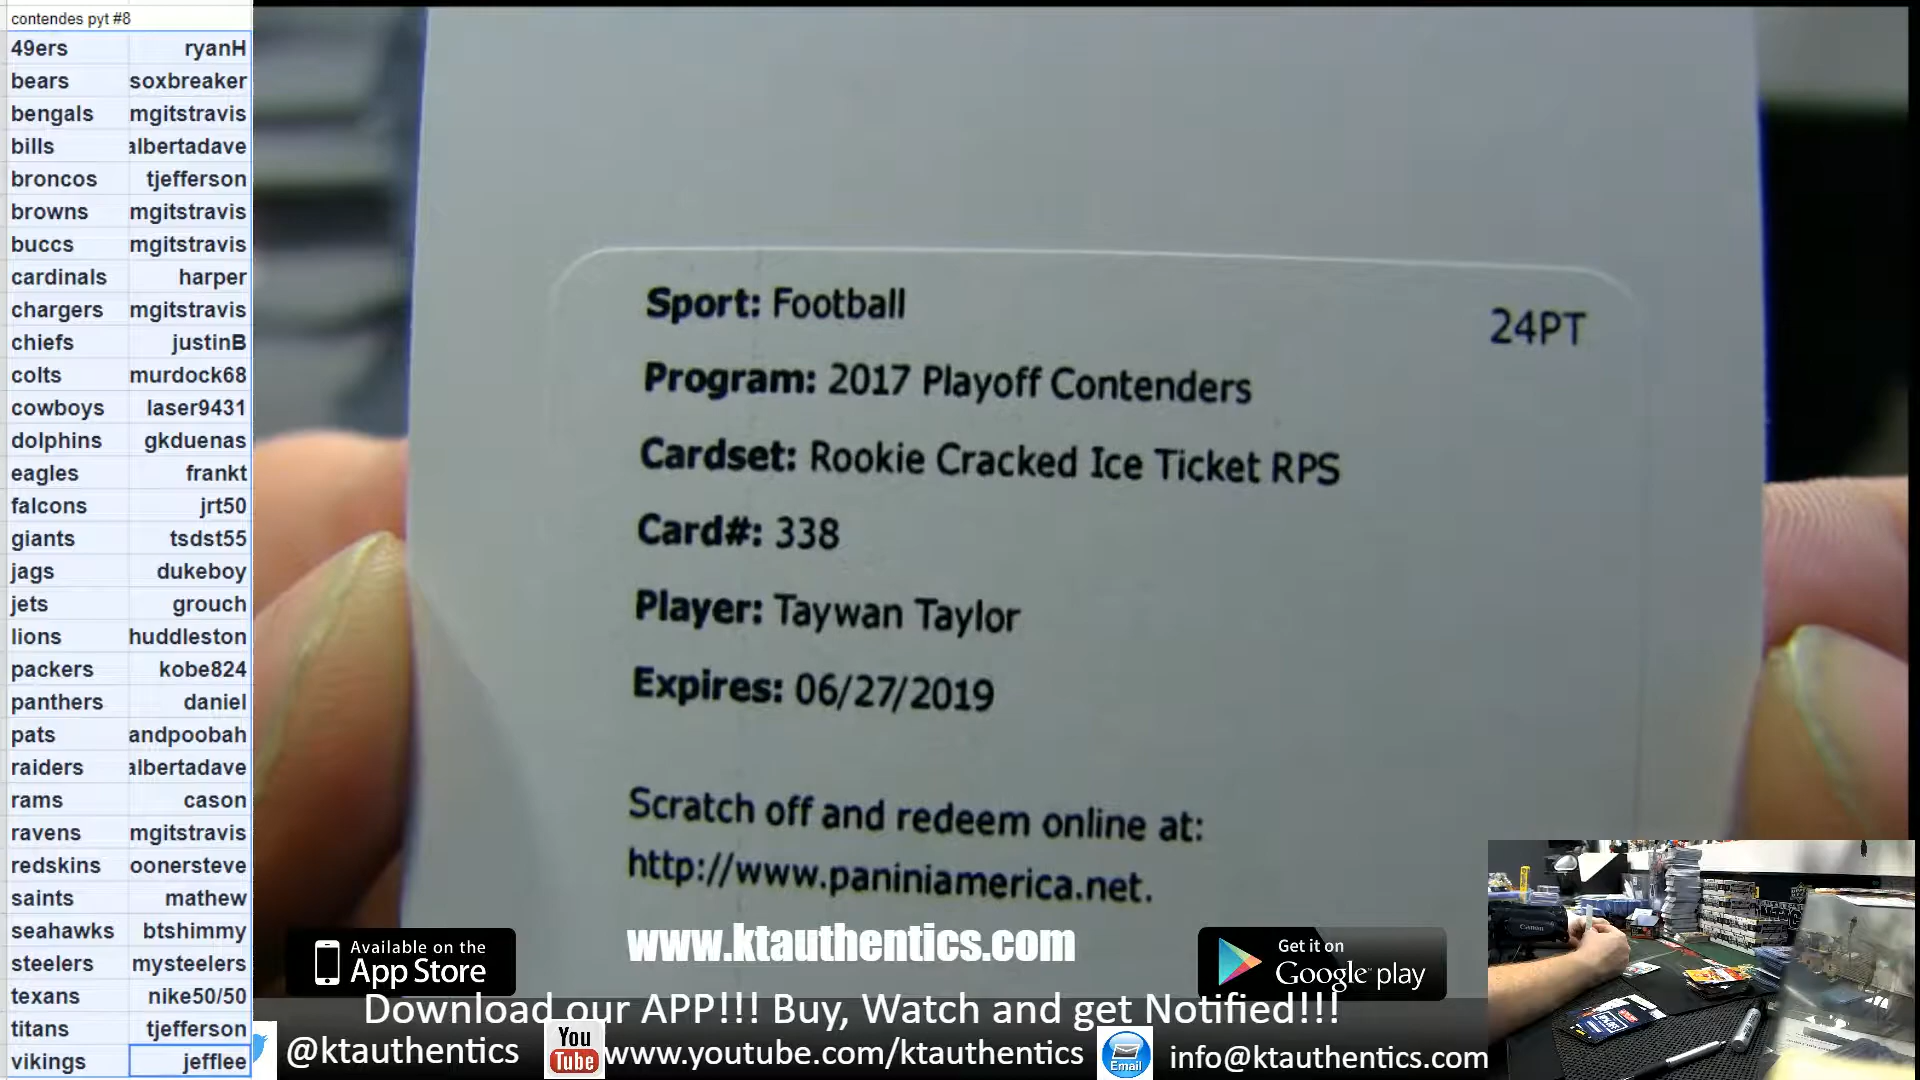 contendes pyt #8
49ers ryanH
bears soxbreaker
bengals mgitstravis
bills albertadave
broncos tjefferson
browns mgitstravis
buccs mgitstravis
cardinals harper
chargers mgitstravis
chiefs justinB
colts murdock68
cowboys laser9431
dolphins gkduenas
eagles frankt
falcons jrt50
giants tsdst55
jags dukeboy
jets grouch
lions huddleston
packers kobe824
panthers daniel
pats andpoobah
raiders albertadave
rams cason
ravens mgitstravis
redskins oonersteve
saints mathew
seahawks btshimmy
steelers mysteelers
texans nike50/50
titans tjefferson
vikings jefflee
Sport: Football
24PT
Program: 2017 Playoff Contenders
Cardset: Rookie Cracked Ice Ticket RPS
Card#: 338
Player: Taywan Taylor
Expires: 06/27/2019
Scratch off and redeem online at:
http://www.paniniamerica.net.
Available on the
App Store
www.ktauthentics.com
Get it on
Google play
Download our APP!!! Buy, Watch and get Notified!!!
@ktauthentics
You
Tube
www.youtube.com/ktauthentics
Email
info@ktauthentics.com